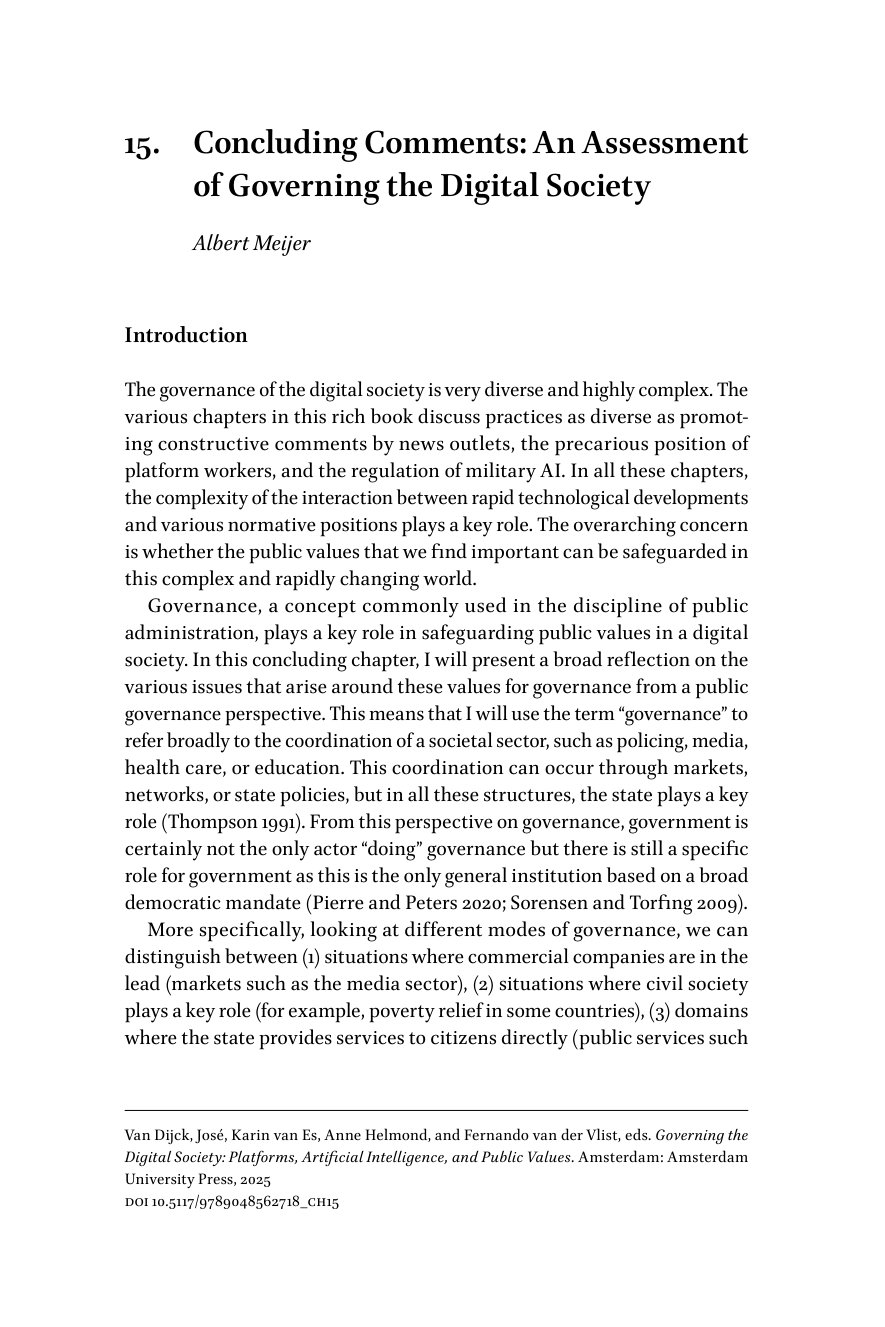 15. Concluding Comments: An Assessment
of Governing the Digital Society
Albert Meijer
Introduction
The governance of the digital society is very diverse and highly complex. The
various chapters in this rich book discuss practices as diverse as promot-
ing constructive comments by news outlets, the precarious position of
platform workers, and the regulation of military AI. In all these chapters,
the complexity of the interaction between rapid technological developments
and various normative positions plays a key role. The overarching concern
is whether the public values that we find important can be safeguarded in
this complex and rapidly changing world.
Governance, a concept commonly used in the discipline of public
administration, plays a key role in safeguarding public values in a digital
society. In this concluding chapter, I will present a broad reflection on the
various issues that arise around these values for governance from a public
governance perspective. This means that I will use the term “governance” to
refer broadly to the coordination of a societal sector, such as policing, media,
health care, or education. This coordination can occur through markets,
networks, or state policies, but in all these structures, the state plays a key
role (Thompson 1991). From this perspective on governance, government is
certainly not the only actor “doing” governance but there is still a specific
role for government as this is the only general institution based on a broad
democratic mandate (Pierre and Peters 2020; Sorensen and Torfing 2009).
More specifically, looking at different modes of governance, we can
distinguish between (1) situations where commercial companies are in the
lead (markets such as the media sector), (2) situations where civil society
plays a key role (for example, poverty relief in some countries), (3) domains
where the state provides services to citizens directly (public services such
Van Dijck, José, Karin van Es, Anne Helmond, and Fernando van der Vlist, eds. Governing the
Digital Society: Platforms, Artificial Intelligence, and Public Values. Amsterdam: Amsterdam
University Press, 2025
DOI 10.5117/9789048562718_CH15